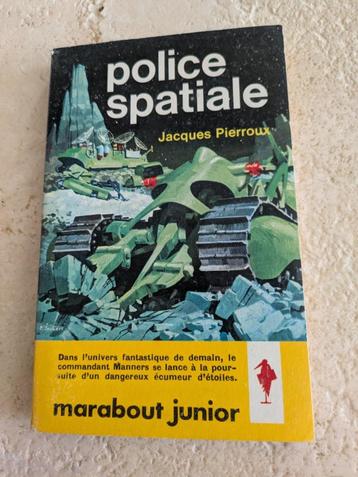 police
spatiale
Jacques Pierroux
Dans l'univers fantastique de demain, le
commandant Manners se lance à la pour-
suite d'un dangereux écumeur d'étoiles.
marabout junior